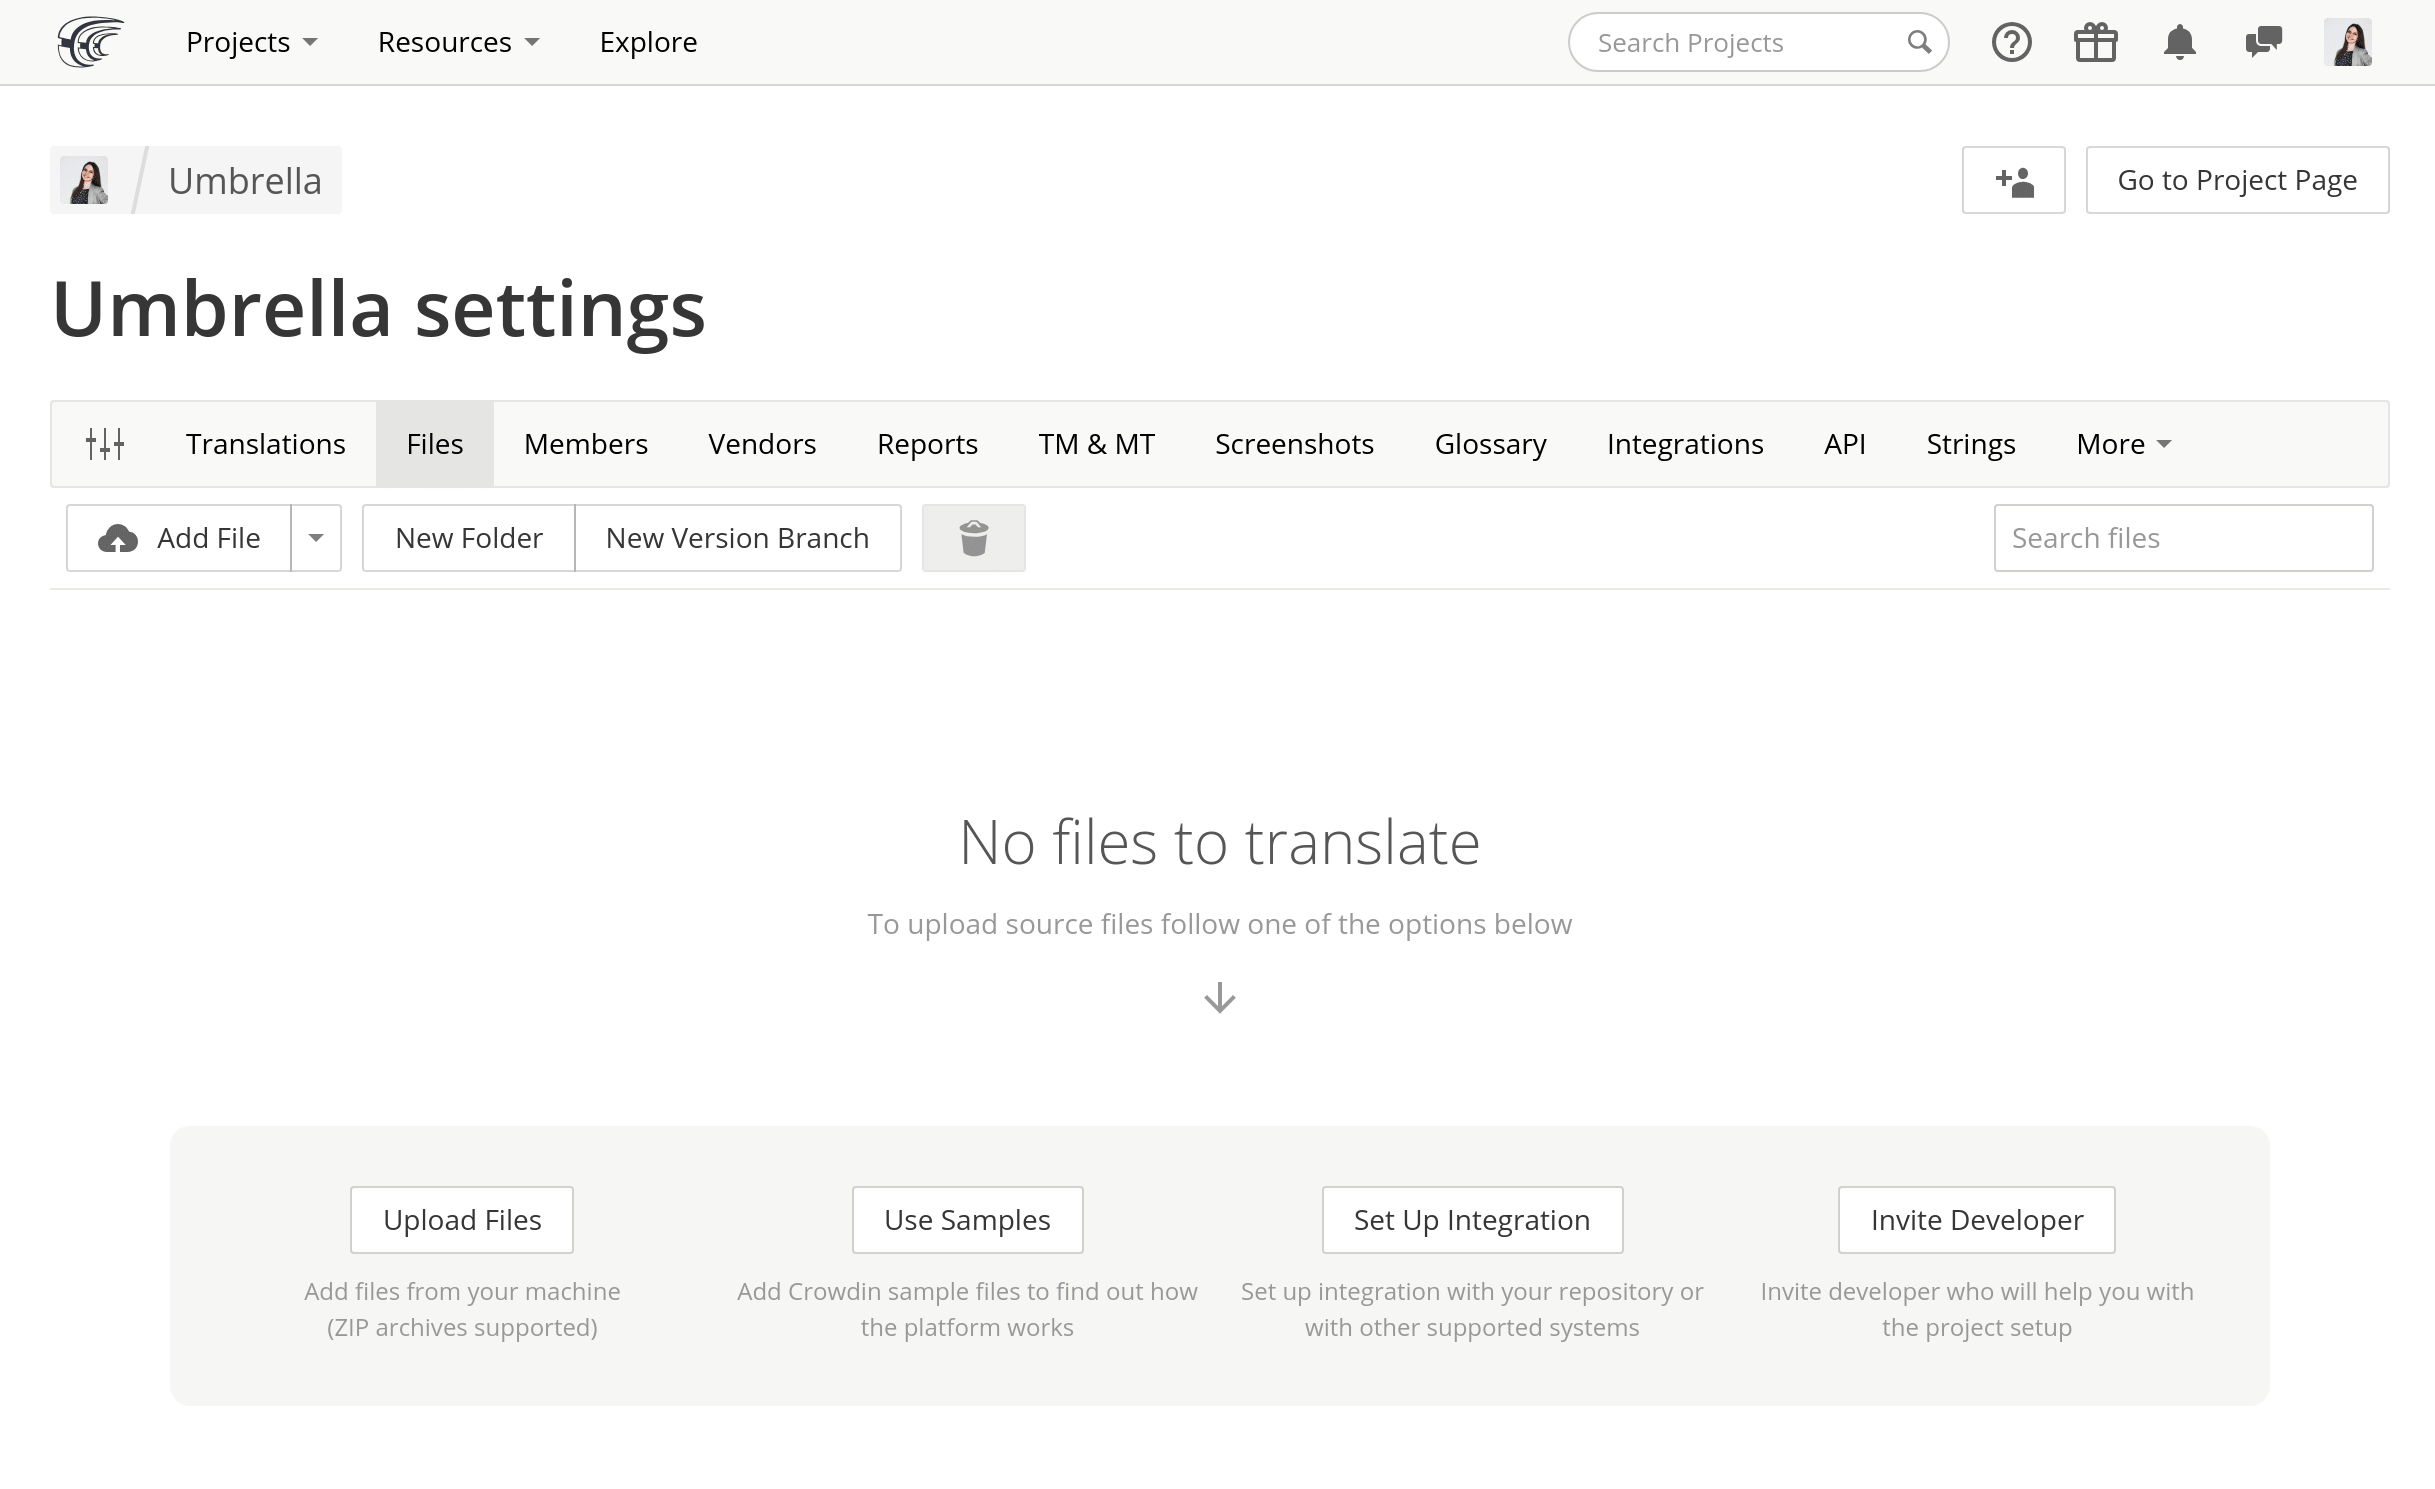 Projects Resources Explore Search Projects
Umbrella Go to Project Page
Umbrella settings
Translations Files Members Vendors Reports TM & MT Screenshots Glossary Integrations API Strings More
Add File New Folder New Version Branch Search files
No files to translate
To upload source files follow one of the options below
Upload Files
Add files from your machine
(ZIP archives supported)
Use Samples
Add Crowdin sample files to find out how
the platform works
Set Up Integration
Set up integration with your repository or
with other supported systems
Invite Developer
Invite developer who will help you with
the project setup